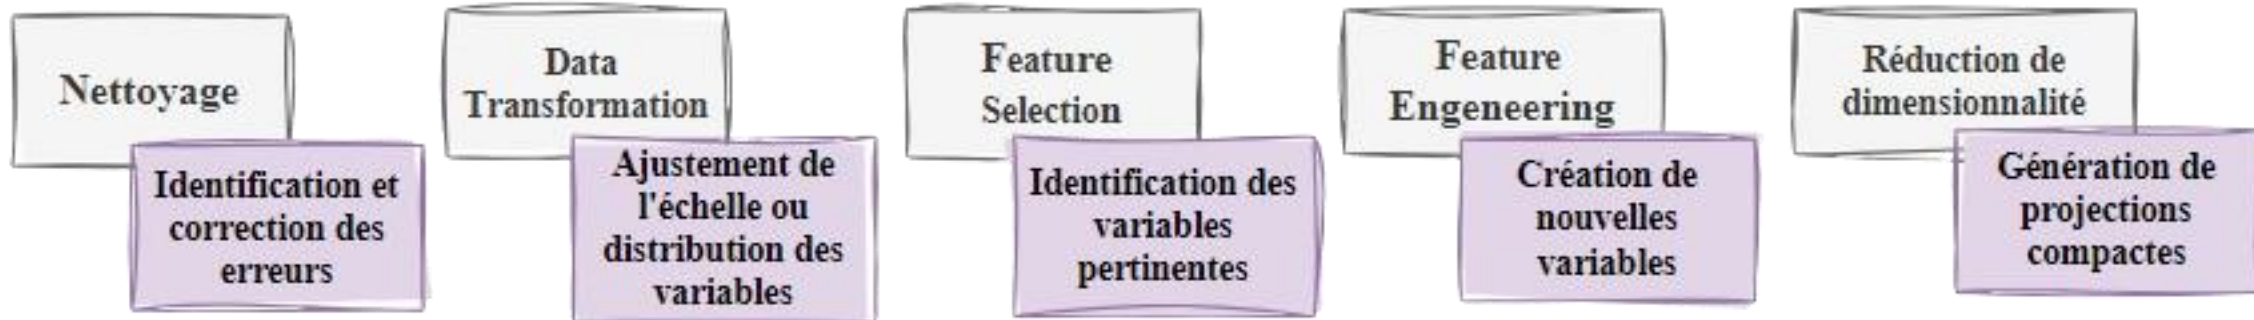 Nettoyage
Identification et
correction des
erreurs
Data
Transformation
Ajustement de
l'échelle ou
distribution des
variables
Feature
Selection
Identification des
variables
pertinentes
Feature
Engeneering
Création de
nouvelles
variables
Réduction de
dimensionnalité
Génération de
projections
compactes